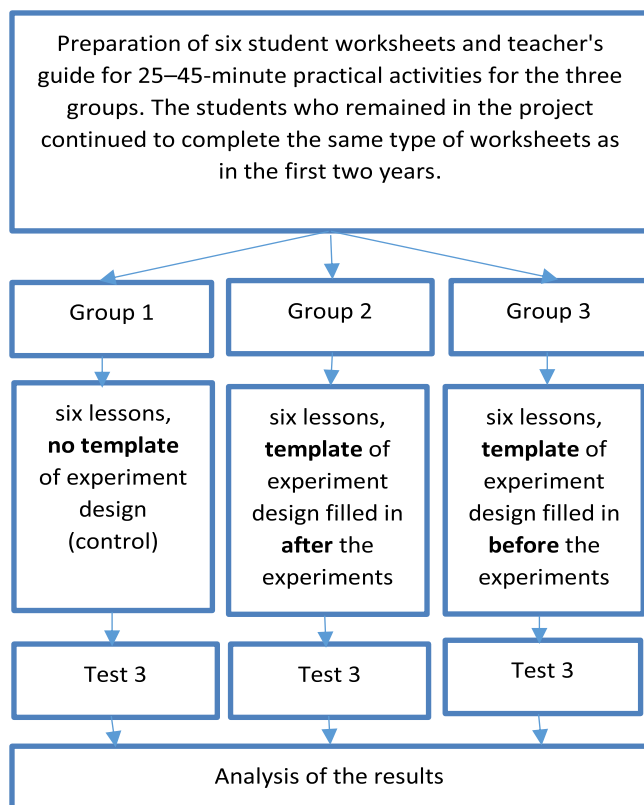 Preparation of six student worksheets and teacher's
guide for 25–45-minute practical activities for the three
groups. The students who remained in the project
continued to complete the same type of worksheets as
in the first two years.
Group 1
Group 2
Group 3
six lessons,
no template
of experiment
design
(control)
six lessons,
template of
experiment
design filled in
after the
experiments
six lessons,
template of
experiment
design filled in
before the
experiments
Test 3
Test 3
Test 3
Analysis of the results